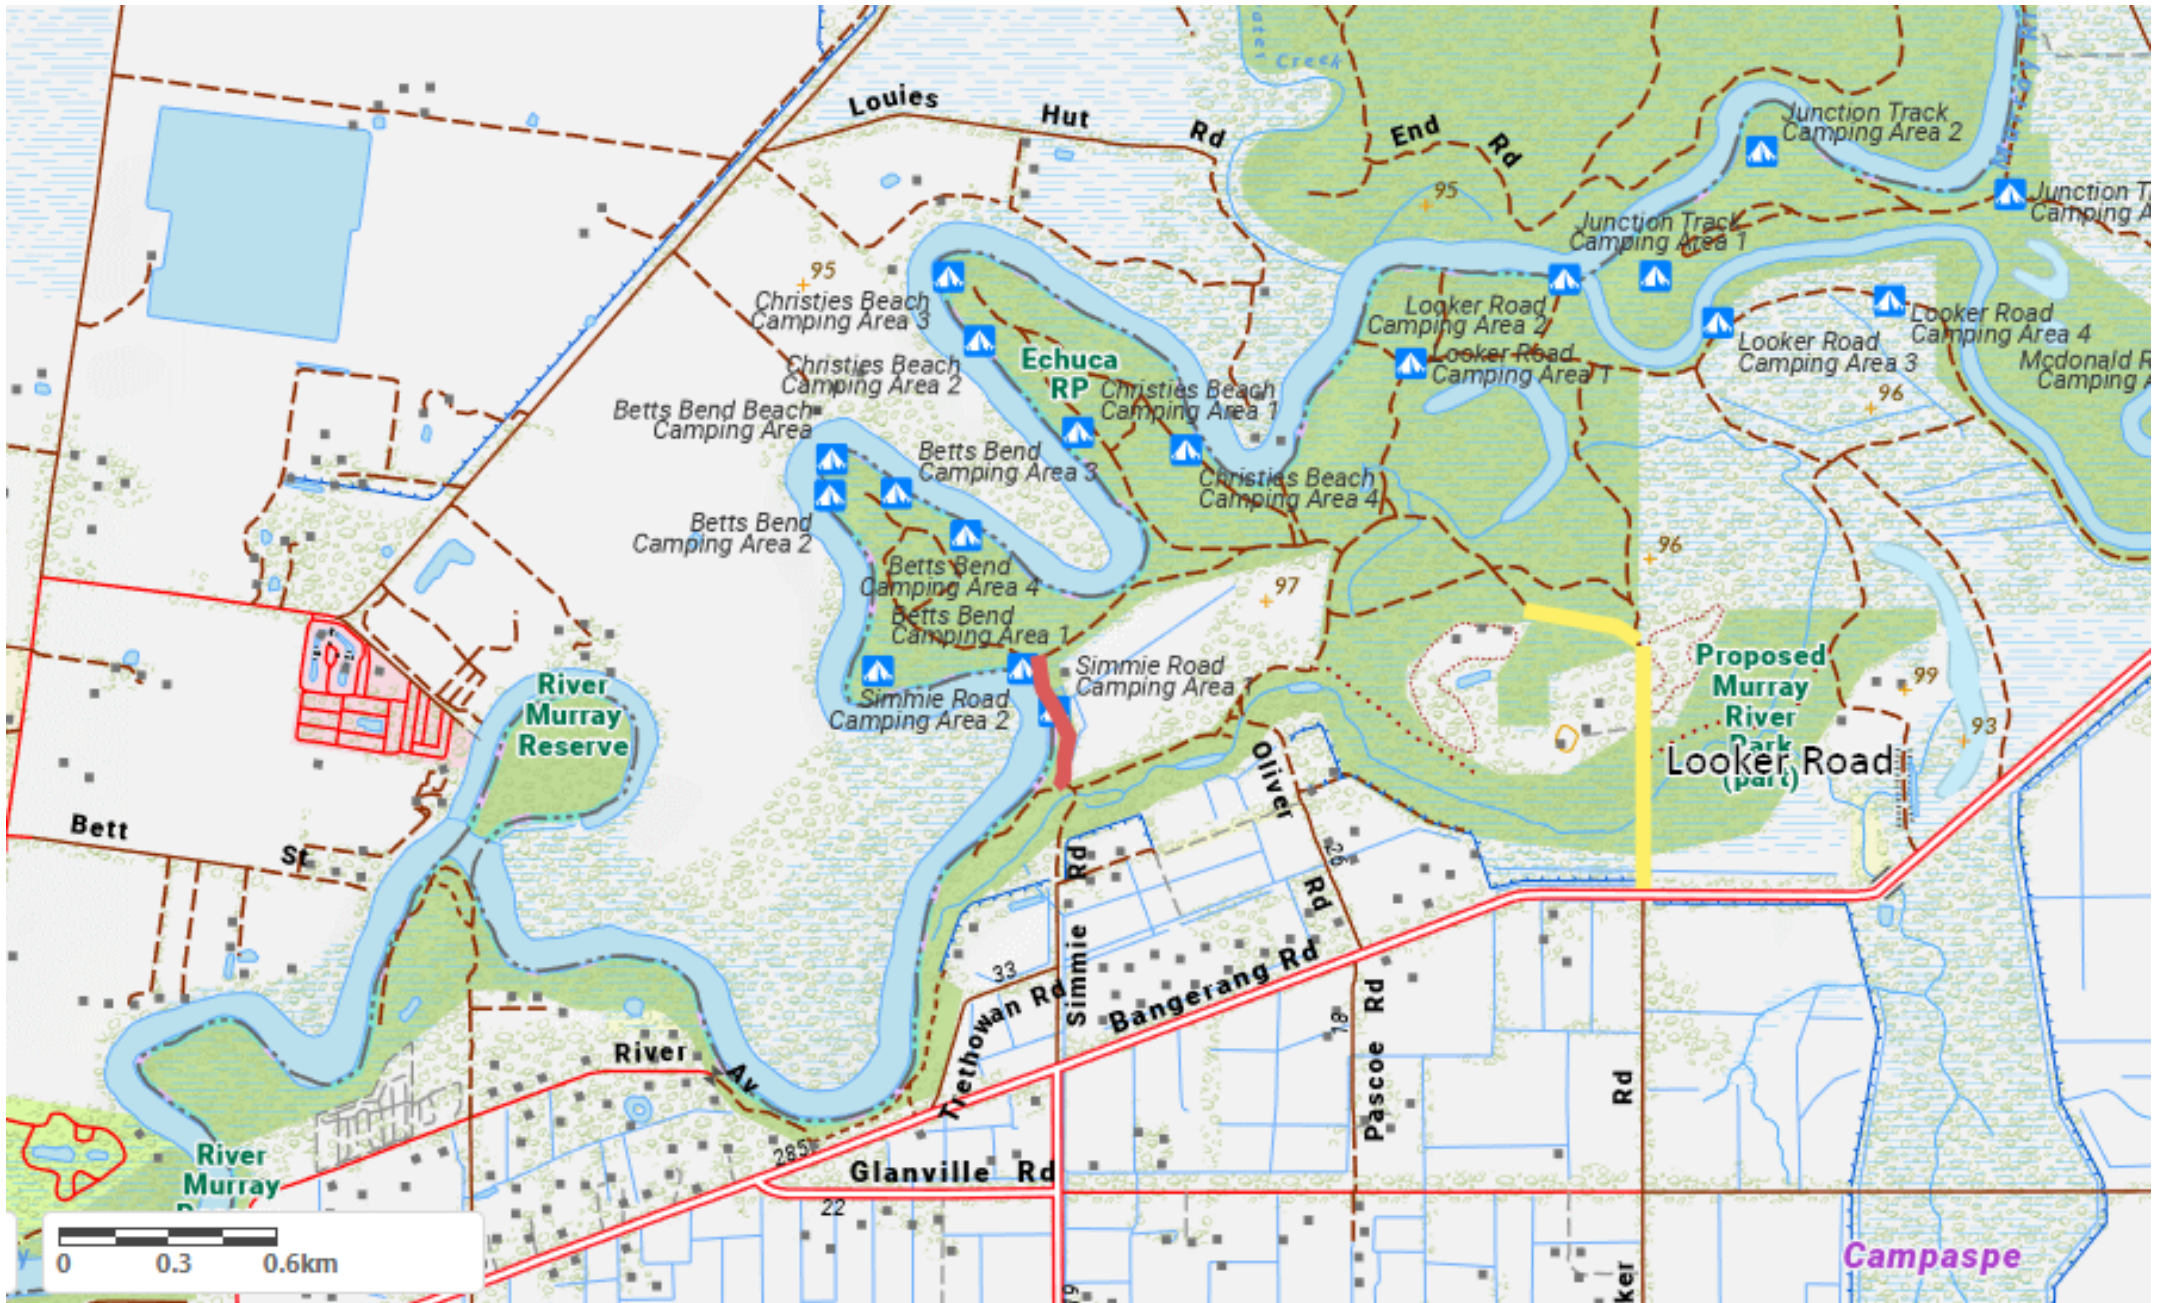 Louies
Hut
Rd
Creek
End
Rd
95
Junction Track
Camping Area 2
Junction T
Camping A
Junction Track
Camping Area 1
95
Christies Beach
Camping Area 3
Looker Road
Camping Area 2
Looker Road
Camping Area 4
Looker Road
Camping Area 3
Looker Road
Camping Area 1
Mcdonald R
Camping A
Echuca
RP
Christies Beach
Camping Area 2
Christies Beach
Camping Area 1
96
Betts Bend Beach
Camping Area
Betts Bend
Camping Area 3
Christies Beach
Camping Area 4
Betts Bend
Camping Area 2
96
Betts Bend
Camping Area 4
97
Betts Bend
Camping Area 1
Simmie Road
Camping Area 1
Simmie Road
Camping Area 2
River
Murray
Reserve
Proposed
Murray
River
Park
(part)
99
93
Looker Road
Oliver
Rd
26
Bett
St
Simmie
Rd
33
Trethowan Rd
Bangerang Rd
Pascoe Rd
18
Rd
River
Av
285
Glanville Rd
22
River
Murray
Campaspe
ker
0
0.3
0.6km